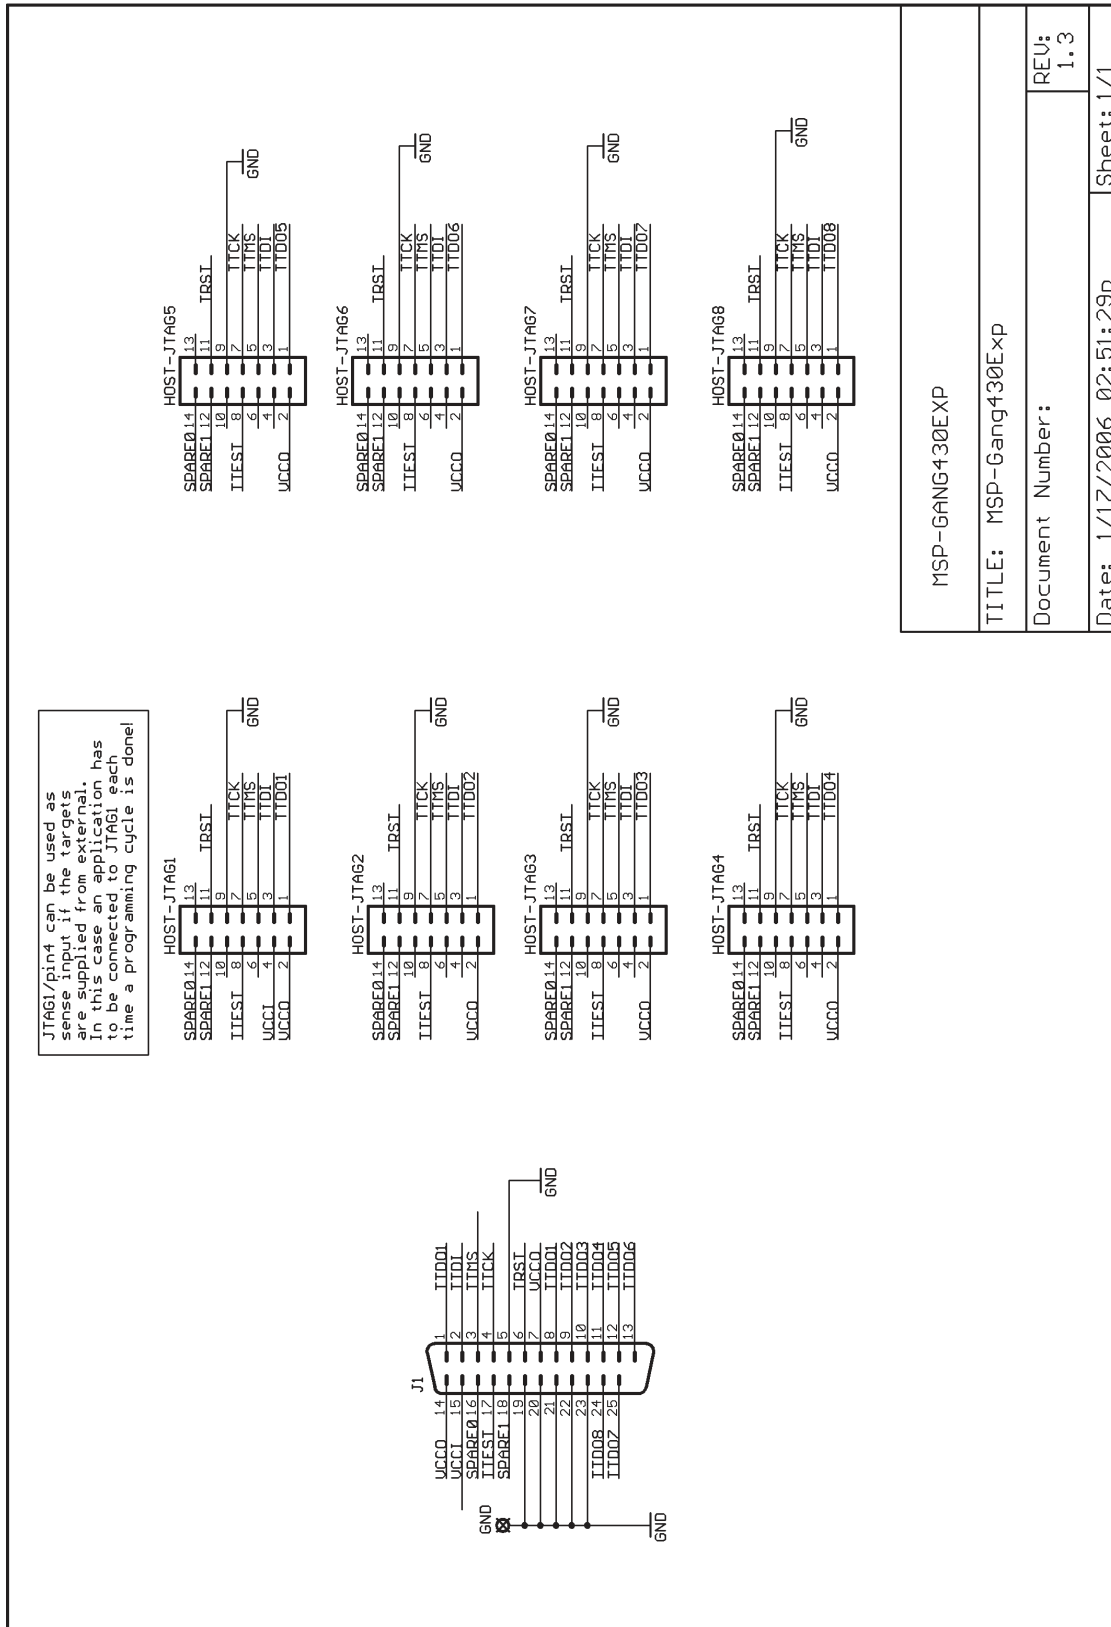 JTAG1/pin4 can be used as
sense input if the targets
are supplied from external.
In this case an application has
to be connected to JTAG1 each
time a programming cycle is done!
J1
VCCO 14 1 TTDO1
VCCI 15 2 TTDI
SPARE0 16 3 TTMS
TTEST 17 4 TTCK
SPARE1 18 5
19 6 TRST
20 7 VCCO
21 8 TTDO1
22 9 TTDO2
23 10 TTDO3
TTDO8 24 11 TTDO4
TTDO7 25 12 TTDO5
13 TTDO6
GND
GND
GND
HOST-JTAG1
SPARE0 14 13
SPARE1 12 11 TRST
10 9
TTEST 8 7 TTCK
6 5 TTMS
VCCI 4 3 TTDI
VCCO 2 1 TTDO1
GND
HOST-JTAG2
SPARE0 14 13
SPARE1 12 11 TRST
10 9
TTEST 8 7 TTCK
6 5 TTMS
4 3 TTDI
VCCO 2 1 TTDO2
GND
HOST-JTAG3
SPARE0 14 13
SPARE1 12 11 TRST
10 9
TTEST 8 7 TTCK
6 5 TTMS
4 3 TTDI
VCCO 2 1 TTDO3
GND
HOST-JTAG4
SPARE0 14 13
SPARE1 12 11 TRST
10 9
TTEST 8 7 TTCK
6 5 TTMS
4 3 TTDI
VCCO 2 1 TTDO4
GND
HOST-JTAG5
SPARE0 14 13
SPARE1 12 11 TRST
10 9
TTEST 8 7 TTCK
6 5 TTMS
4 3 TTDI
VCCO 2 1 TTDO5
GND
HOST-JTAG6
SPARE0 14 13
SPARE1 12 11 TRST
10 9
TTEST 8 7 TTCK
6 5 TTMS
4 3 TTDI
VCCO 2 1 TTDO6
GND
HOST-JTAG7
SPARE0 14 13
SPARE1 12 11 TRST
10 9
TTEST 8 7 TTCK
6 5 TTMS
4 3 TTDI
VCCO 2 1 TTDO7
GND
HOST-JTAG8
SPARE0 14 13
SPARE1 12 11 TRST
10 9
TTEST 8 7 TTCK
6 5 TTMS
4 3 TTDI
VCCO 2 1 TTDO8
GND
MSP-GANG430EXP
TITLE: MSP-Gang430Exp
Document Number:
REV:
1.3
Date: 1/17/2006 02:51:29p
Sheet: 1/1